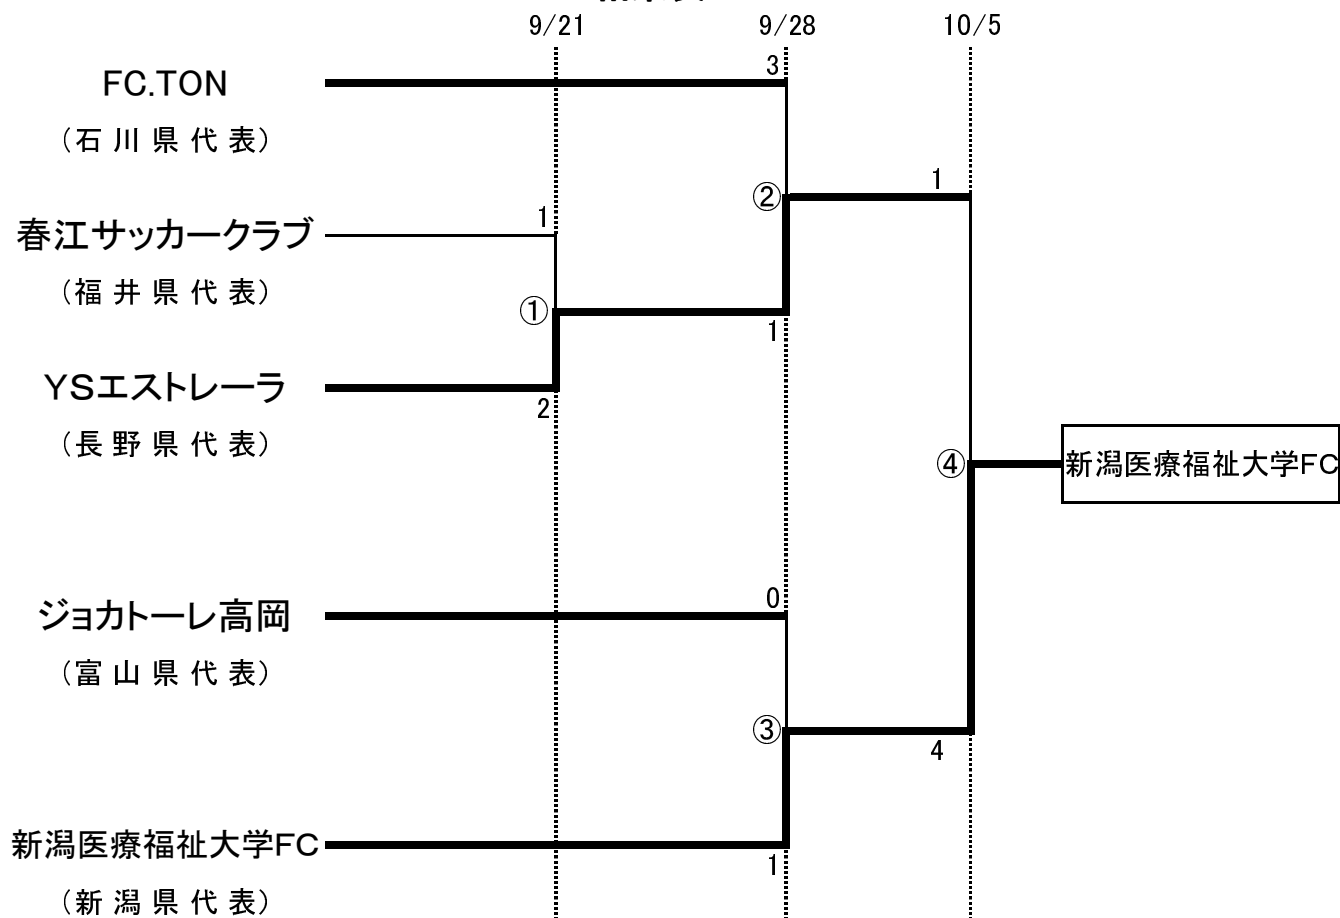 9/21 9/28 10/5
3
FC.TON
（石 川 県 代 表）
② 1
1
春江サッカークラブ
（福 井 県 代 表）
①
1
YSエストレーラ
2
（長 野 県 代 表）
④ 新潟医療福祉大学FC
0
ジョカトーレ高岡
（富 山 県 代 表）
③
4
新潟医療福祉大学FC
1
（新 潟 県 代 表）